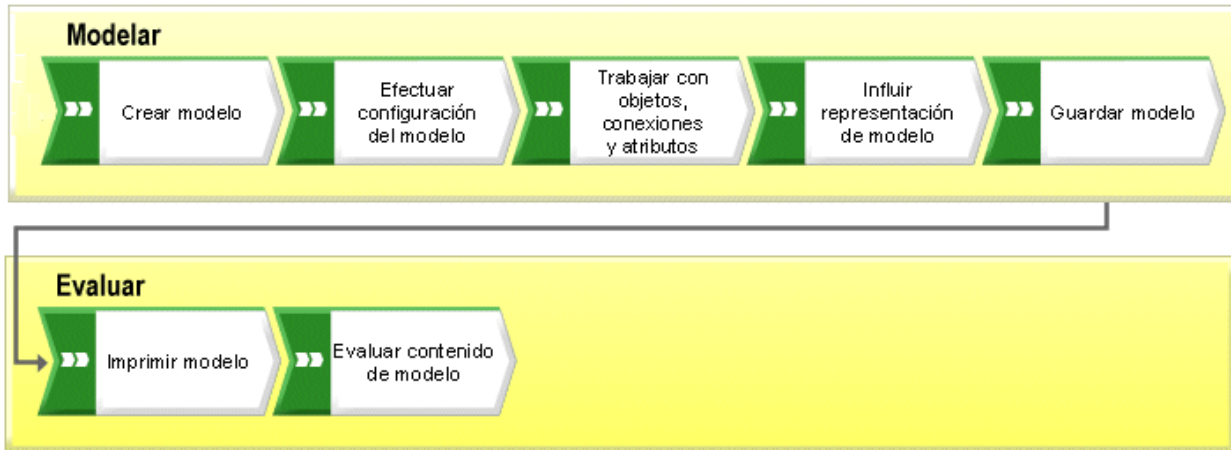 Modelar
Crear modelo
Efectuar
configuración
del modelo
Trabajar con
objetos,
conexiones
y atributos
Influir
representación
de modelo
Guardar modelo
Evaluar
Imprimir modelo
Evaluar contenido
de modelo